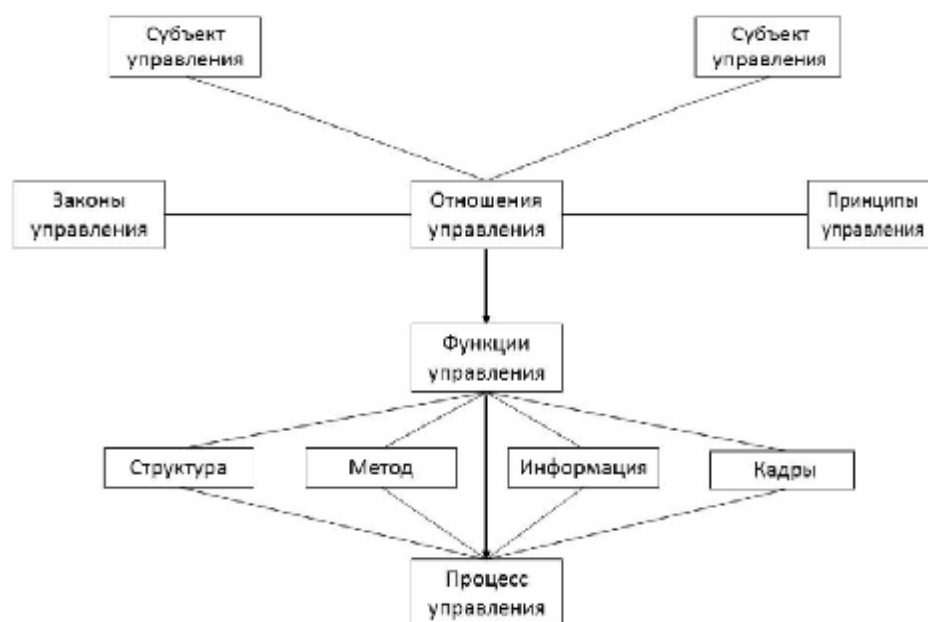 Субъект
управления
Субъект
управления
Законы
управления
Отношения
управления
Принципы
управления
Функции
управления
Структура
Метод
Информация
Кадры
Процесс
управления